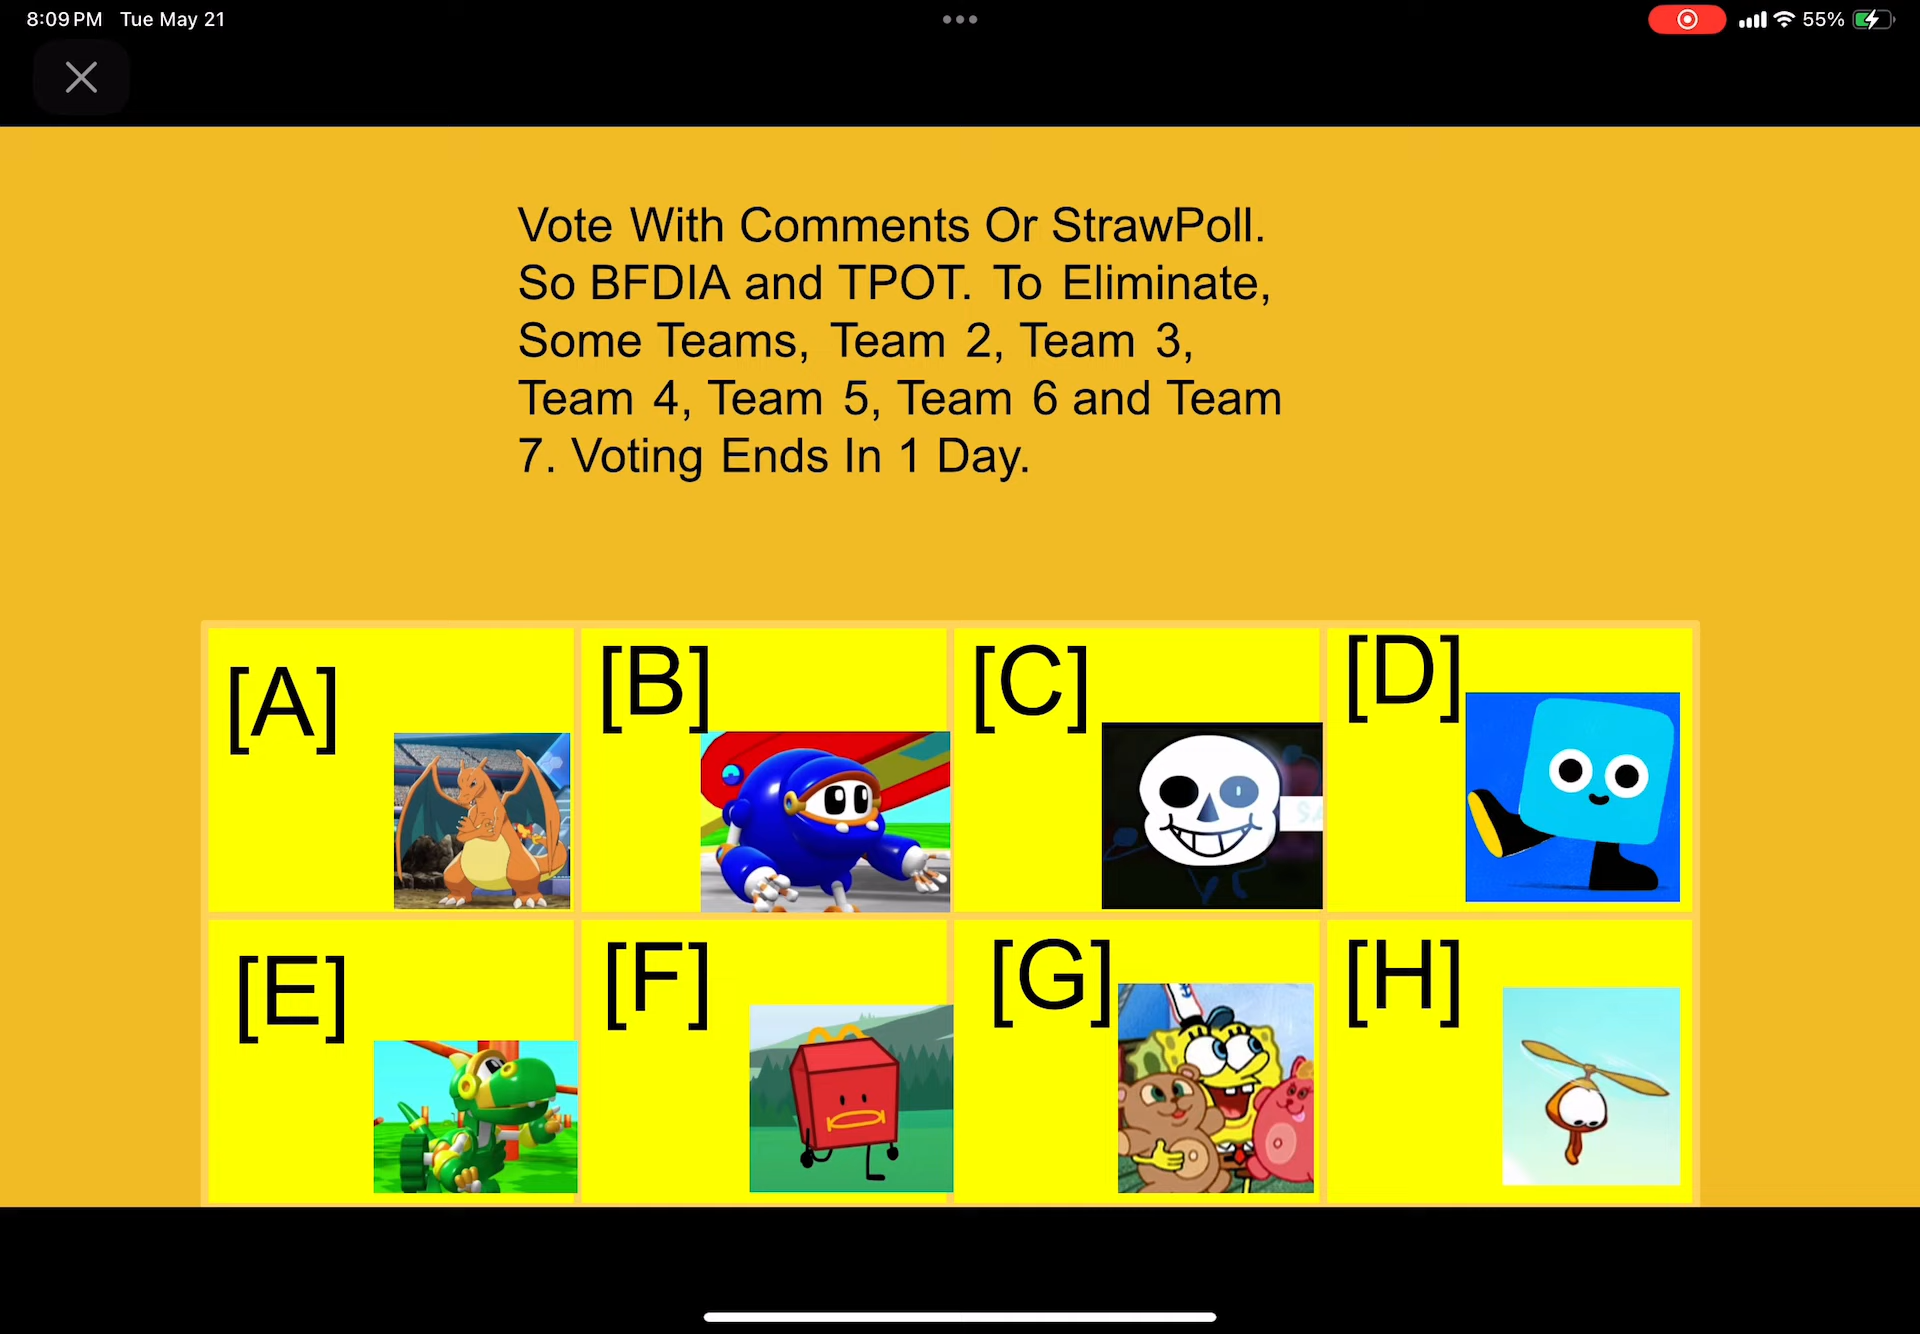 8:09 PM Tue May 21
55%
Vote With Comments Or StrawPoll.
So BFDIA and TPOT. To Eliminate,
Some Teams, Team 2, Team 3,
Team 4, Team 5, Team 6 and Team
7. Voting Ends In 1 Day.
[A] [B] [C] [D]
[E] [F] [G] [H]